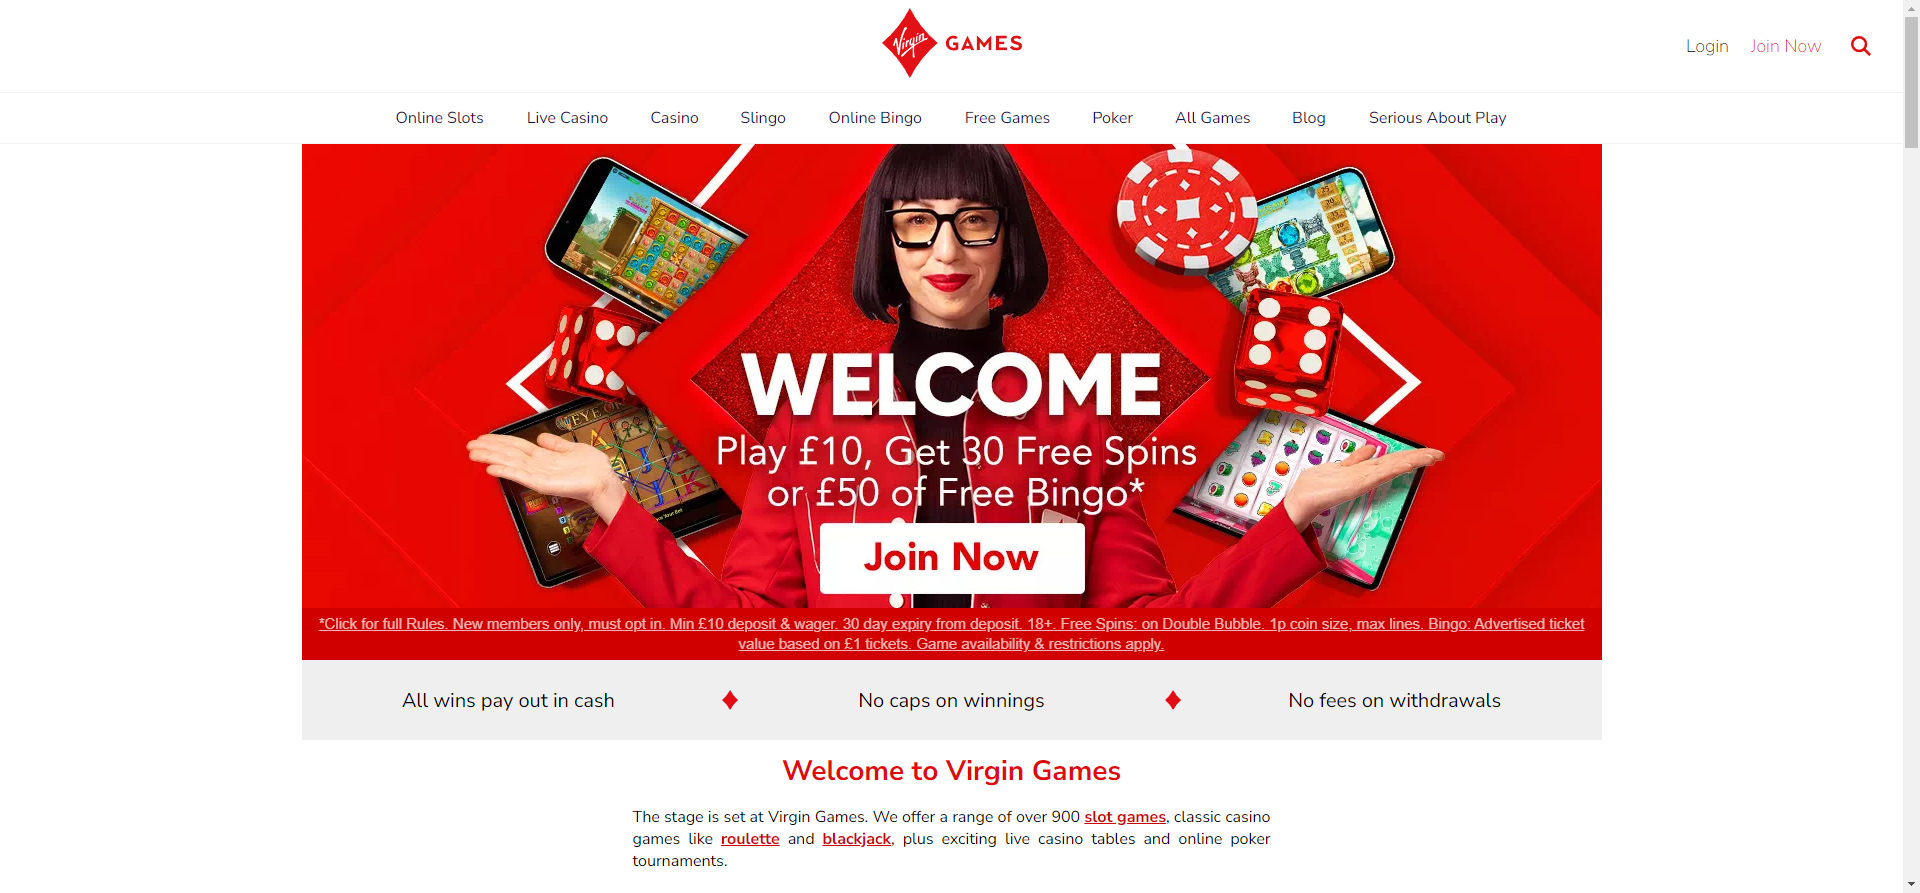 Virgin GAMES
Login
Join Now
Online Slots
Live Casino
Casino
Slingo
Online Bingo
Free Games
Poker
All Games
Blog
Serious About Play
EYE OF
WELCOME
Play £10, Get 30 Free Spins
or £50 of Free Bingo*
Join Now
*Click for full Rules. New members only, must opt in. Min £10 deposit & wager. 30 day expiry from deposit. 18+. Free Spins: on Double Bubble. 1p coin size, max lines. Bingo: Advertised ticket
value based on £1 tickets. Game availability & restrictions apply.
All wins pay out in cash
No caps on winnings
No fees on withdrawals
Welcome to Virgin Games
The stage is set at Virgin Games. We offer a range of over 900 slot games, classic casino
games like roulette and blackjack, plus exciting live casino tables and online poker
tournaments.